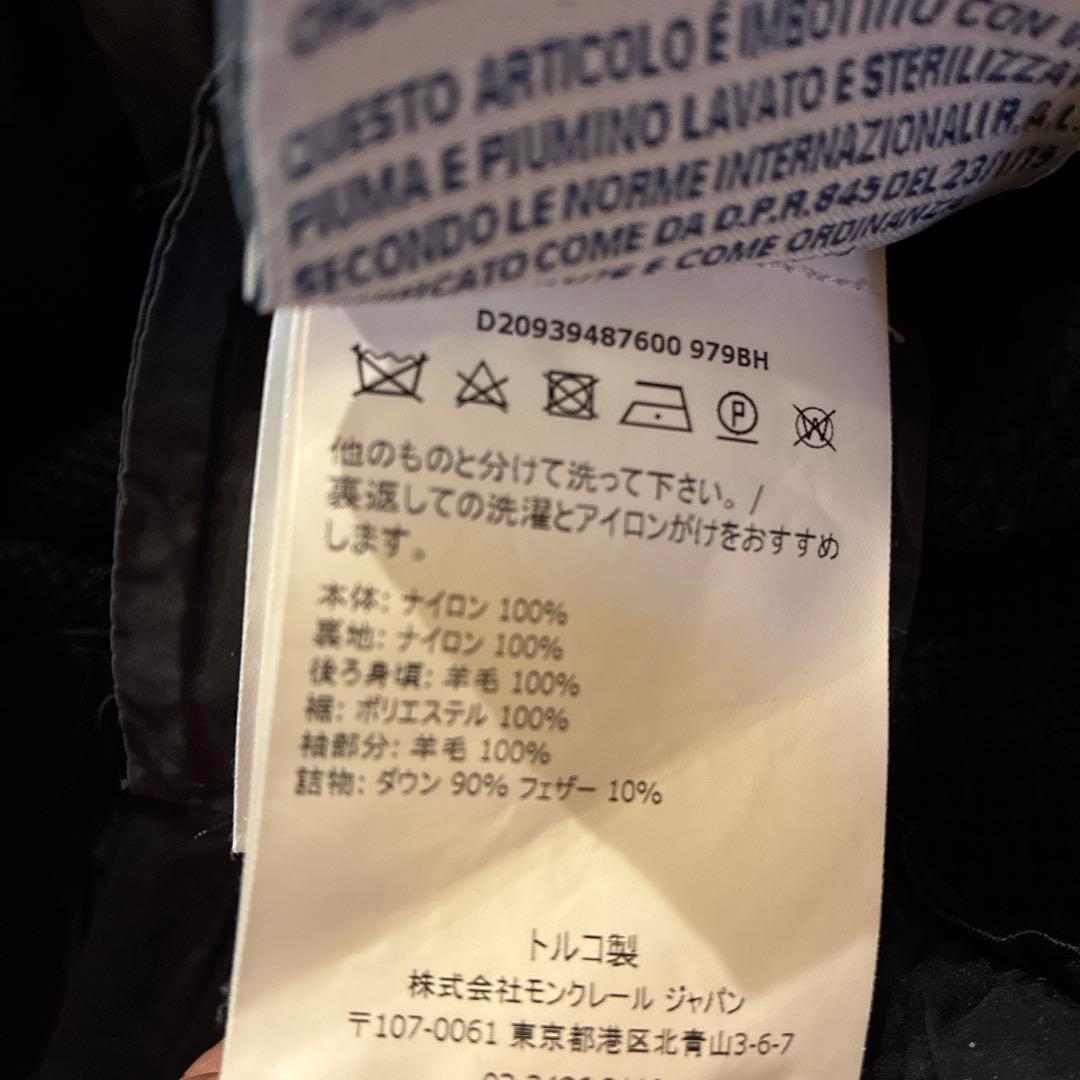 QUESTO ARTICOLO É IMBOTTITO CON
PIUMA E PIUMINO LAVATO E STERILIZZA
SECONDO LE NORME INTERNAZIONALI R.A.L.
COME DA D.P.R. 845 DEL 23/1/75
E COME ORDINANZA
D20939487600 979BH
P
W
他のものと分けて洗って下さい。/
裏返しての洗濯とアイロンがけをおすすめ
します。
本体: ナイロン 100%
裏地: ナイロン 100%
後ろ身頃: 羊毛 100%
裾: ポリエステル 100%
袖部分: 羊毛 100%
詰物: ダウン 90% フェザー 10%
トルコ製
株式会社モンクレール ジャパン
〒107-0061 東京都港区北青山3-6-7